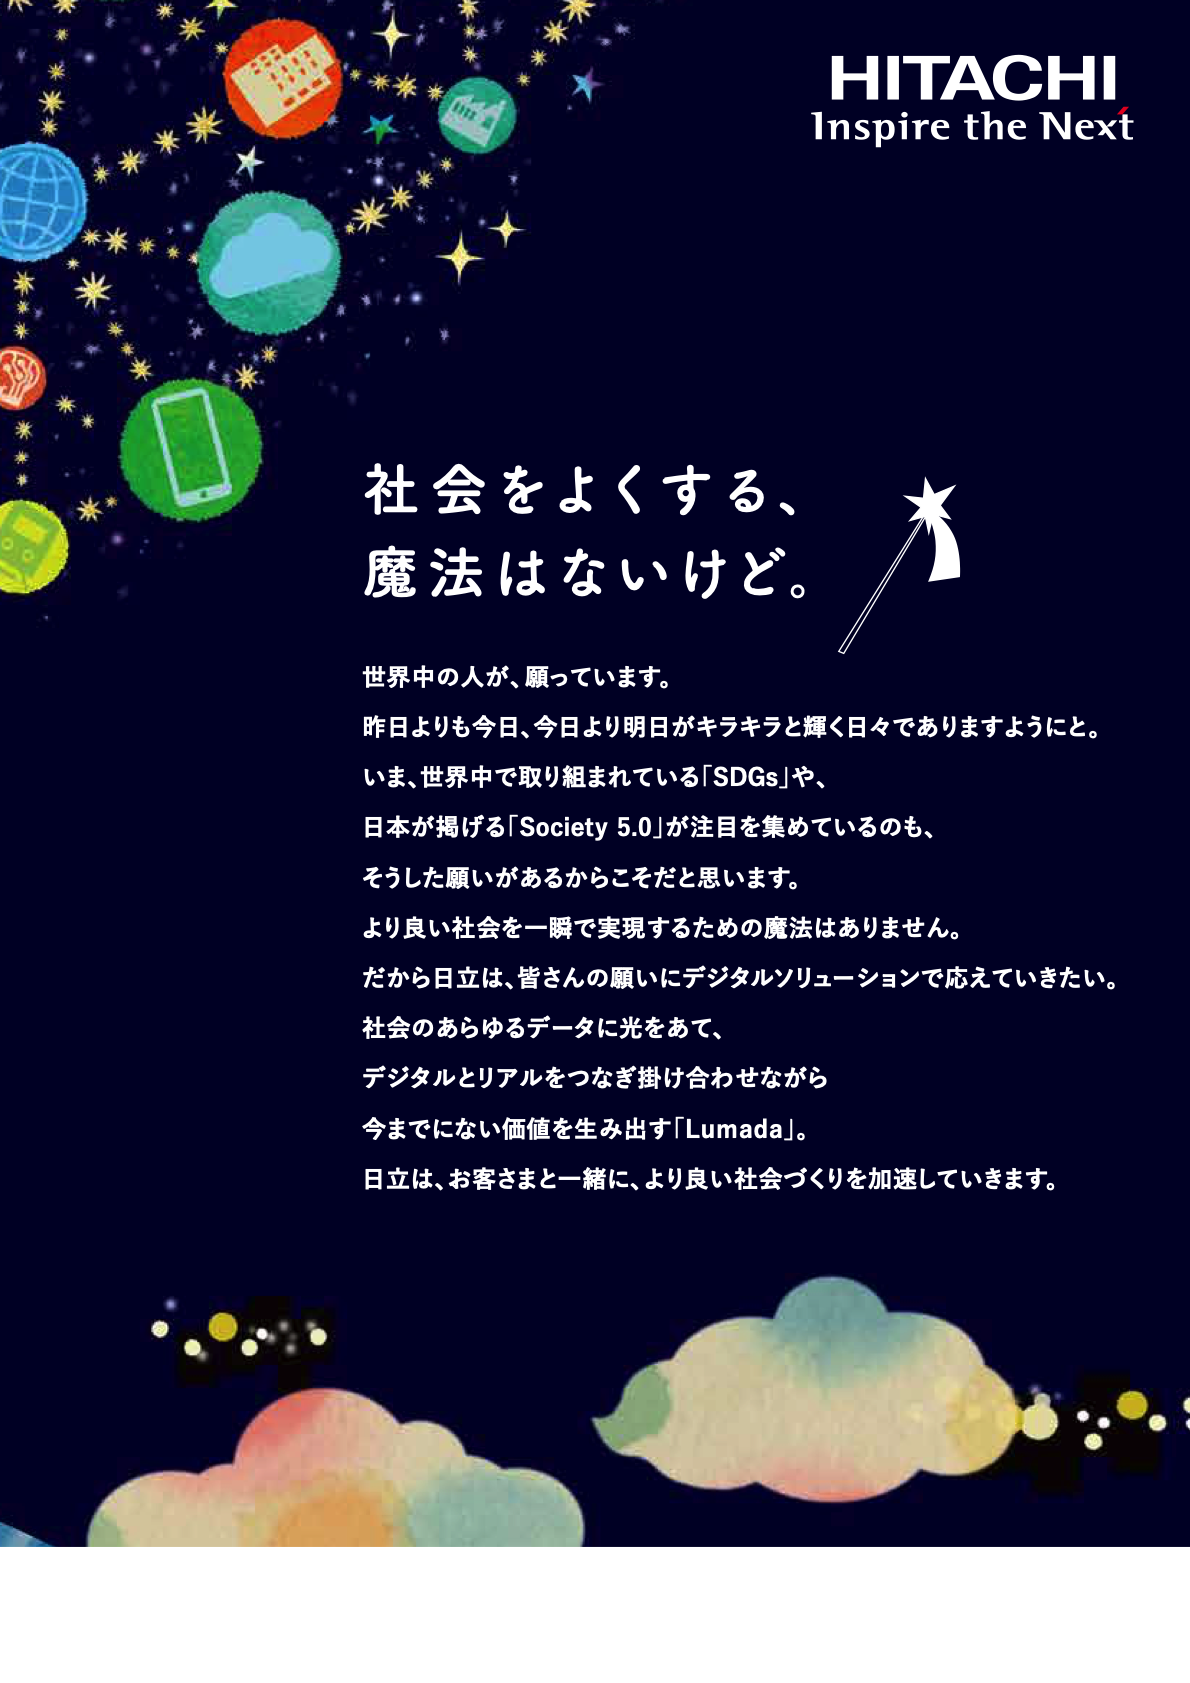 HITACHI
Inspire the Next
社会をよくする、
魔法はないけど。
世界中の人が、願っています。
昨日よりも今日、今日より明日がキラキラと輝く日々でありますようにと。
いま、世界中で取り組まれている「SDGs」や、
日本が掲げる「Society 5.0」が注目を集めているのも、
そうした願いがあるからこそだと思います。
より良い社会を一瞬で実現するための魔法はありません。
だから日立は、皆さんの願いにデジタルソリューションで応えていきたい。
社会のあらゆるデータに光をあて、
デジタルとリアルをつなぎ掛け合わせながら
今までにない価値を生み出す「Lumada」。
日立は、お客さまと一緒に、より良い社会づくりを加速していきます。